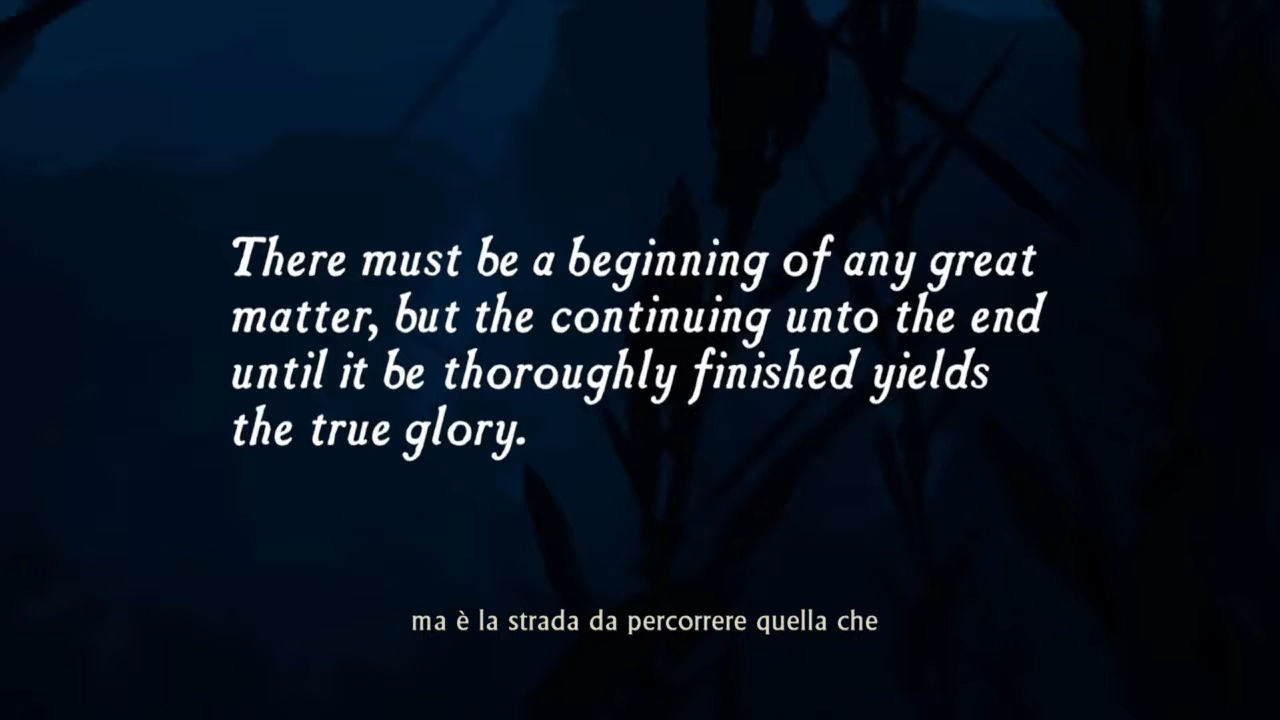 There must be a beginning of any great
matter, but the continuing unto the end
until it be thoroughly finished yields
the true glory.
ma è la strada da percorrere quella che